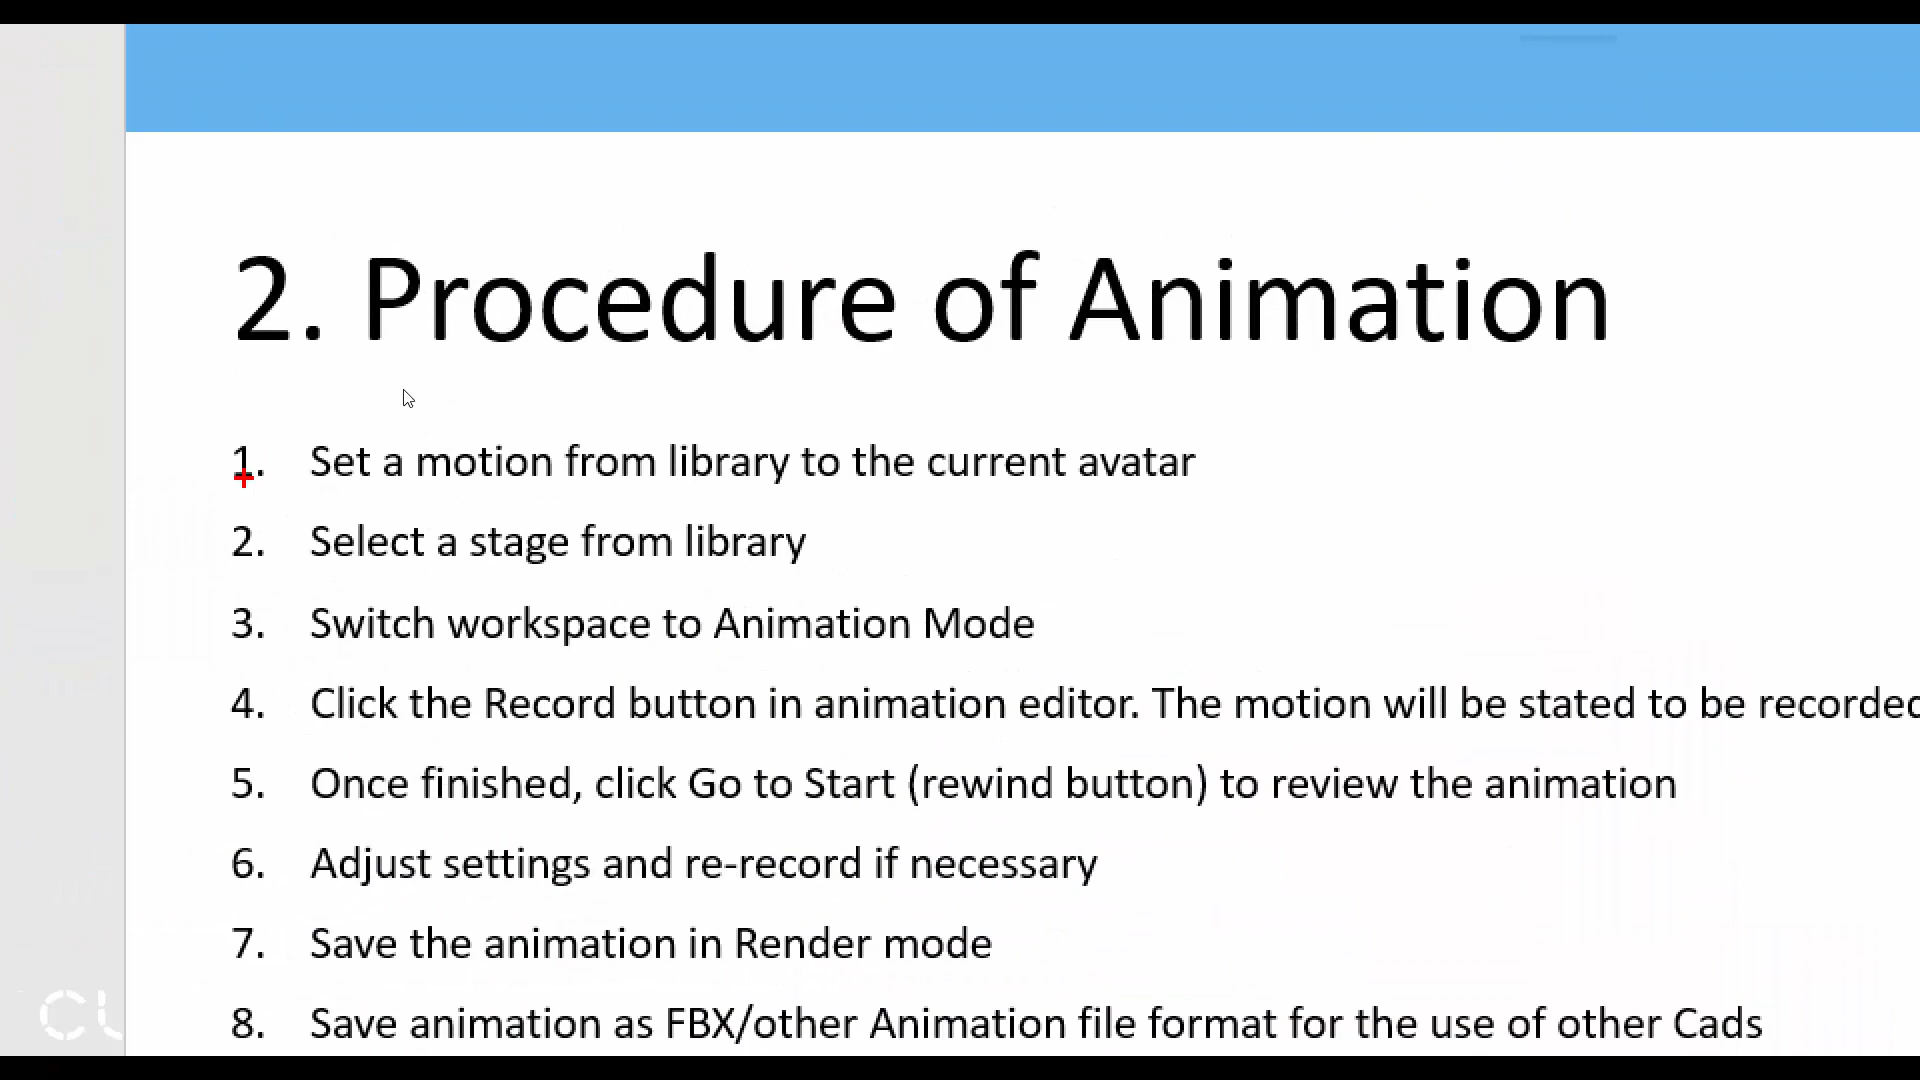 2. Procedure of Animation
1. Set a motion from library to the current avatar
2. Select a stage from library
3. Switch workspace to Animation Mode
4. Click the Record button in animation editor. The motion will be stated to be recorded
5. Once finished, click Go to Start (rewind button) to review the animation
6. Adjust settings and re-record if necessary
7. Save the animation in Render mode
8. Save animation as FBX/other Animation file format for the use of other Cads